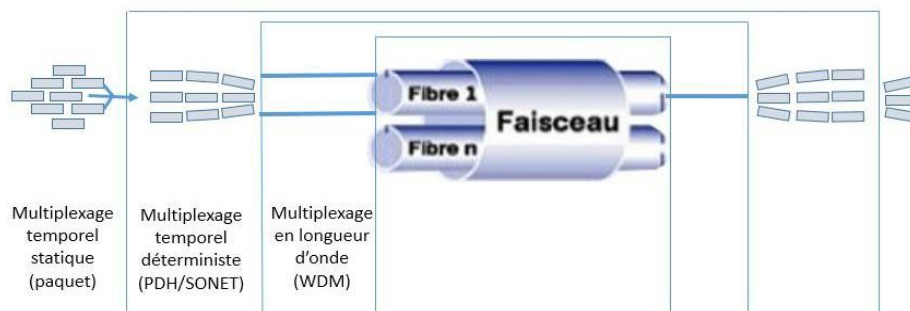 Fibre 1
Faisceau
Fibre n
Multiplexage
temporel
statique
(paquet)
Multiplexage
temporel
déterministe
(PDH/SONET)
Multiplexage
en longueur
d'onde
(WDM)